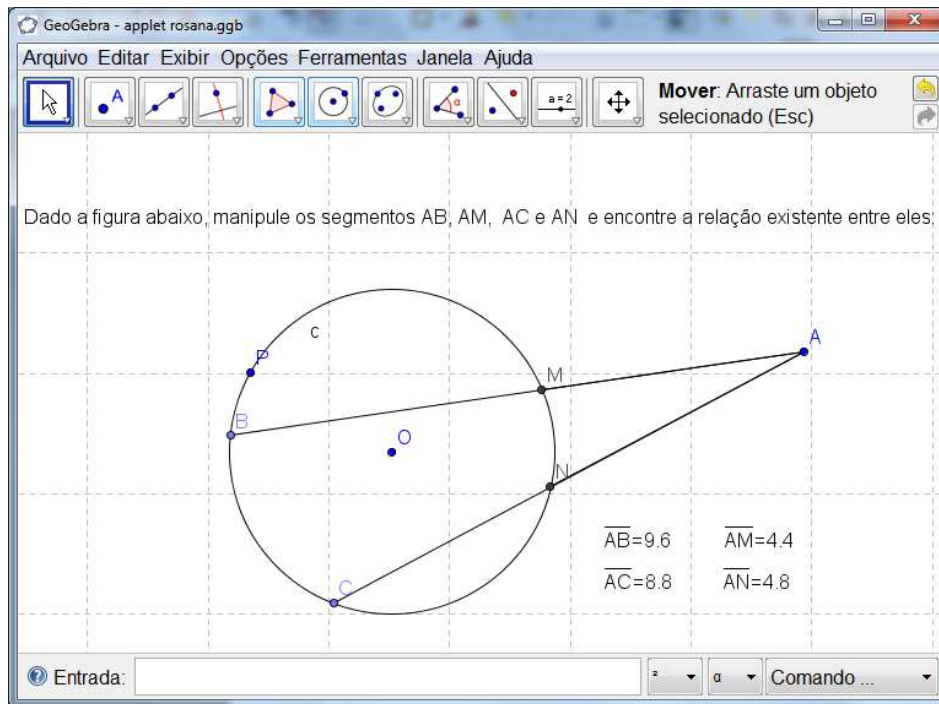 GeoGebra - applet rosana.ggb
Arquivo Editar Exibir Opções Ferramentas Janela Ajuda
A
α
a = 2
Mover: Arraste um objeto
selecionado (Esc)
Dado a figura abaixo, manipule os segmentos AB, AM, AC e AN e encontre a relação existente entre eles;
c
A
P
M
B
O
N
C
AB=9.6 AM=4.4
AC=8.8 AN=4.8
Entrada: ² α Comando ...